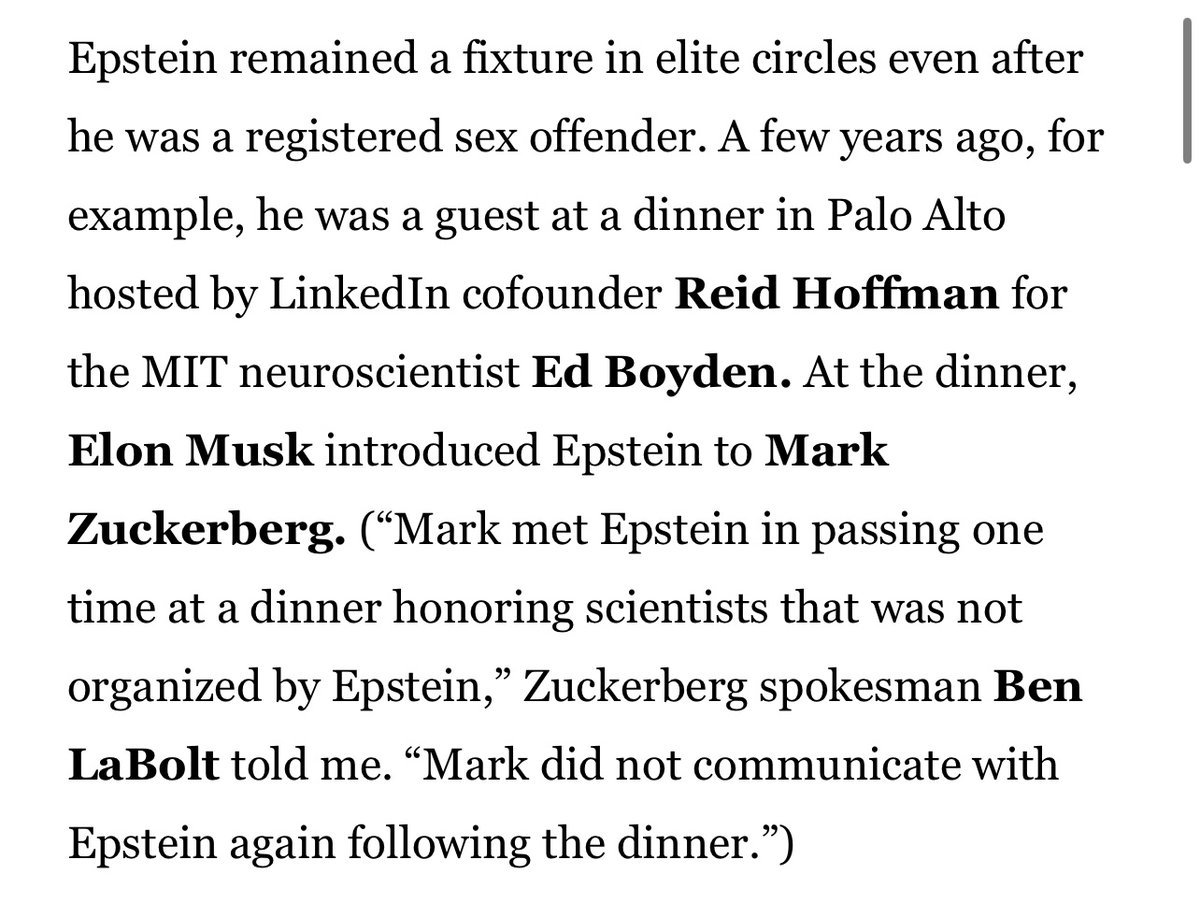 Epstein remained a fixture in elite circles even after
he was a registered sex offender. A few years ago, for
example, he was a guest at a dinner in Palo Alto
hosted by LinkedIn cofounder Reid Hoffman for
the MIT neuroscientist Ed Boyden. At the dinner,
Elon Musk introduced Epstein to Mark
Zuckerberg. (“Mark met Epstein in passing one
time at a dinner honoring scientists that was not
organized by Epstein,” Zuckerberg spokesman Ben
LaBolt told me. “Mark did not communicate with
Epstein again following the dinner.”)